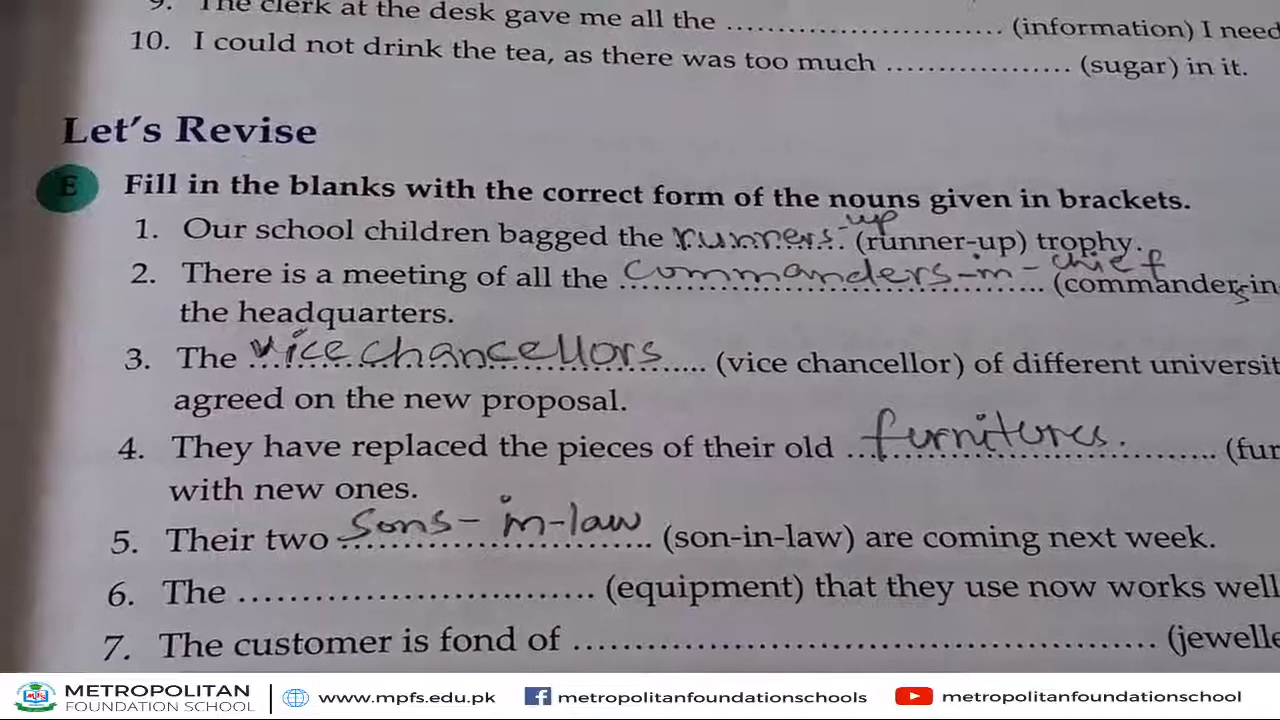 9. The clerk at the desk gave me all the .............................. (information) I need
10. I could not drink the tea, as there was too much .................. (sugar) in it.
Let's Revise
E Fill in the blanks with the correct form of the nouns given in brackets.
1. Our school children bagged the runners-up (runner-up) trophy.
2. There is a meeting of all the commanders-in-chief (commander-in
the headquarters.
3. The vice chancellors (vice chancellor) of different universit
agreed on the new proposal.
4. They have replaced the pieces of their old furnitures. (fur
with new ones.
5. Their two sons-in-law (son-in-law) are coming next week.
6. The .............................. (equipment) that they use now works well
7. The customer is fond of .................................................. (jewelle
METROPOLITAN
FOUNDATION SCHOOL
www.mpfs.edu.pk
metropolitanfoundationschools
metropolitanfoundationschool